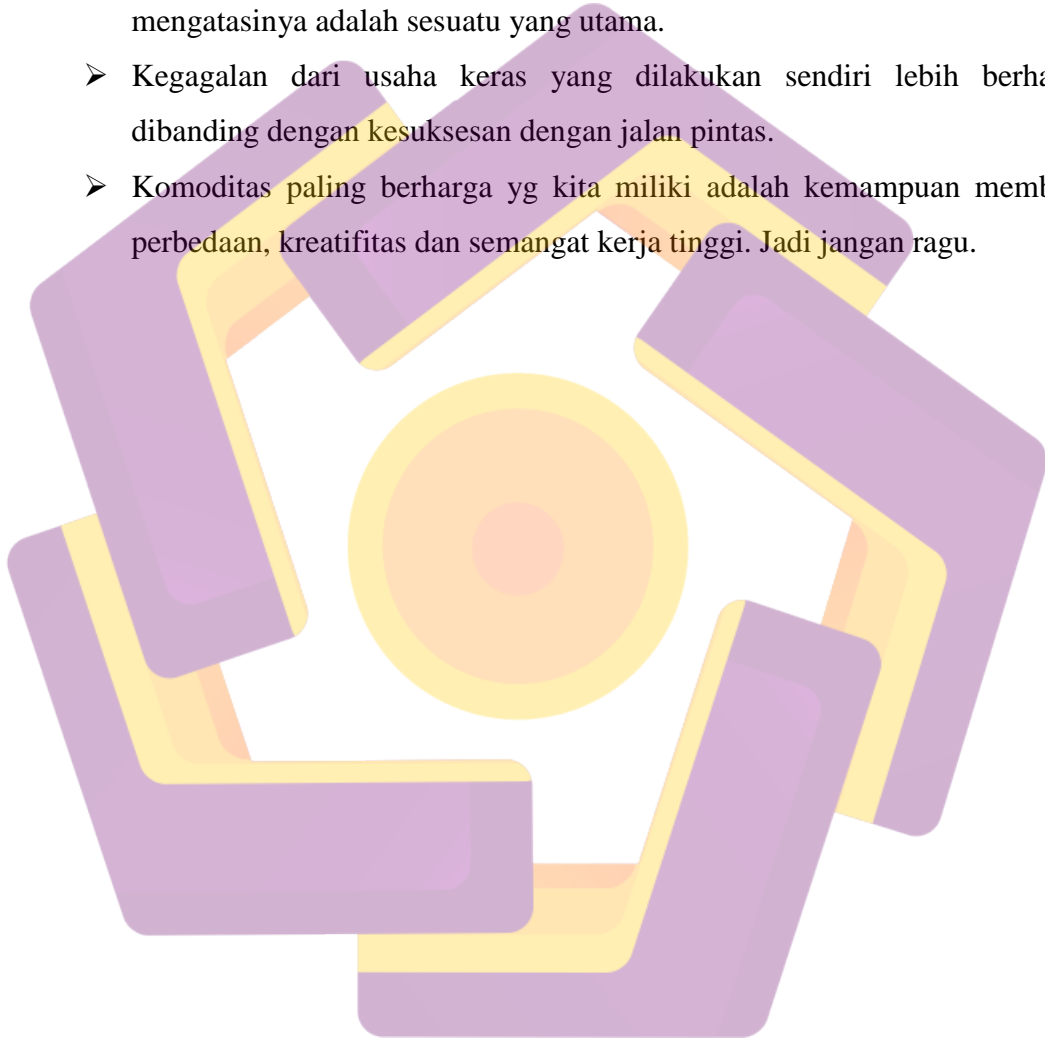 mengatasinya adalah sesuatu yang utama.
➢ Kegagalan dari usaha keras yang dilakukan sendiri lebih
dibanding dengan kesuksesan dengan jalan pintas.
➢ Komoditas paling berharga yg kita miliki adalah kemampuan
perbedaan, kreatifitas dan semangat kerja tinggi. Jadi jangan ragu.